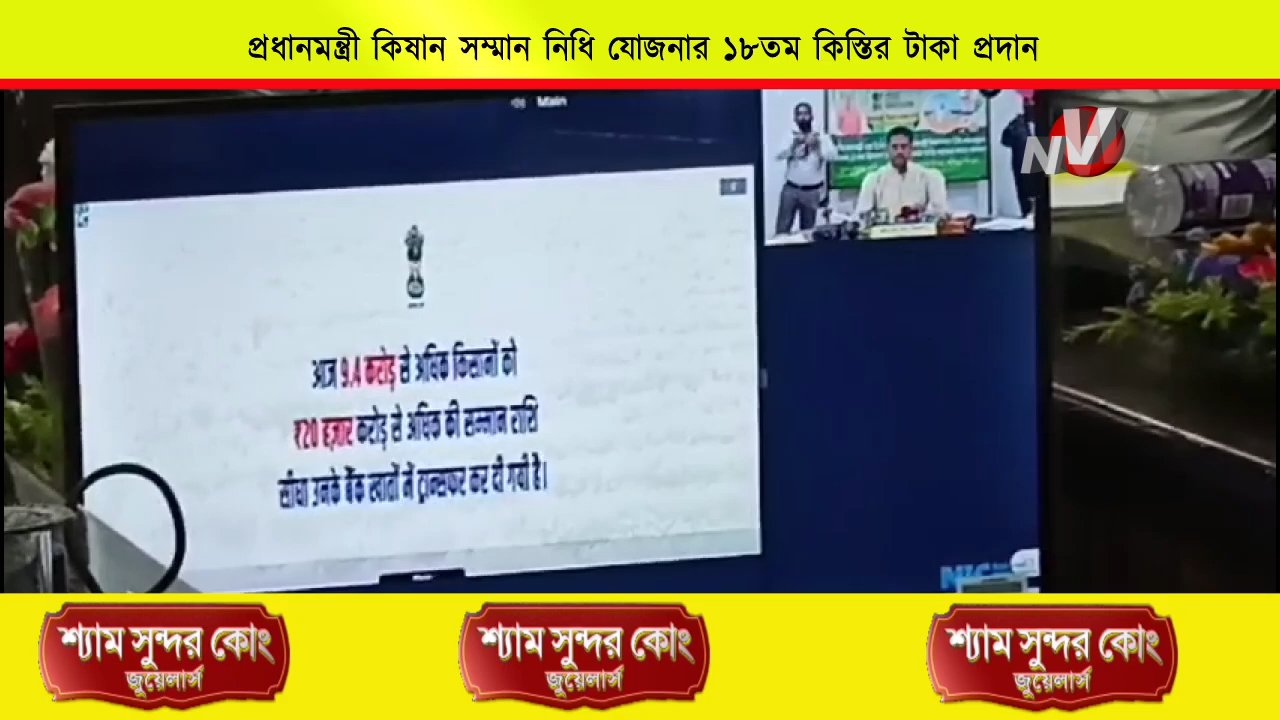 প্রধানমন্ত্রী কিষান সম্মান নিধি যোজনার ১৮তম কিস্তির টাকা প্রদান
Main
NVW
आज 9.4 करोड़ से अधिक किसानों को
₹20 हज़ार करोड़ से अधिक की सम्मान राशि
सीधा उनके बैंक खातों में ट्रान्सफर कर दी गयी है।
শ্যাম সুন্দর কোং
জুয়েলার্স
শ্যাম সুন্দর কোং
জুয়েলার্স
শ্যাম সুন্দর কোং
জুয়েলার্স